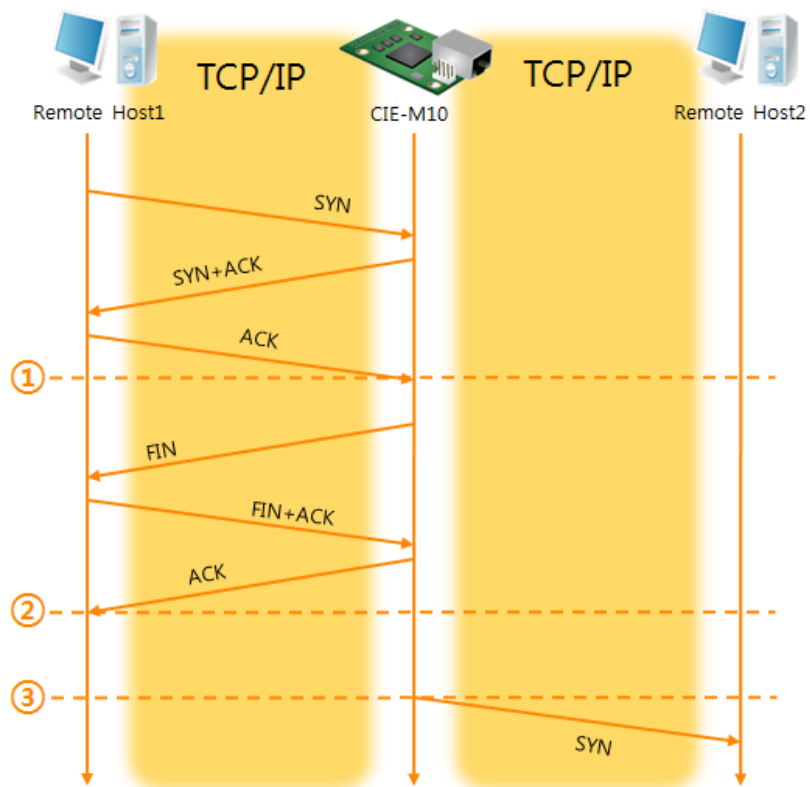 TCP/IP
TCP/IP
Remote Host1
CIE-M10
Remote Host2
SYN
SYN+ACK
ACK
①
FIN
FIN+ACK
ACK
②
③
SYN